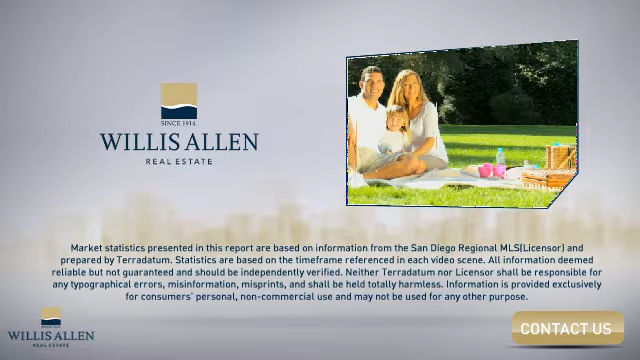 SINCE 1914
WILLIS ALLEN
REAL ESTATE
Market statistics presented in this report are based on information from the San Diego Regional MLS(Licensor) and
prepared by Terradatum. Statistics are based on the timeframe referenced in each video scene. All information deemed
reliable but not guaranteed and should be independently verified. Neither Terradatum nor Licensor shall be responsible for
any typographical errors, misinformation, misprints, and shall be held totally harmless. Information is provided exclusively
for consumers' personal, non-commercial use and may not be used for any other purpose.
WILLIS ALLEN
REAL ESTATE
CONTACT US